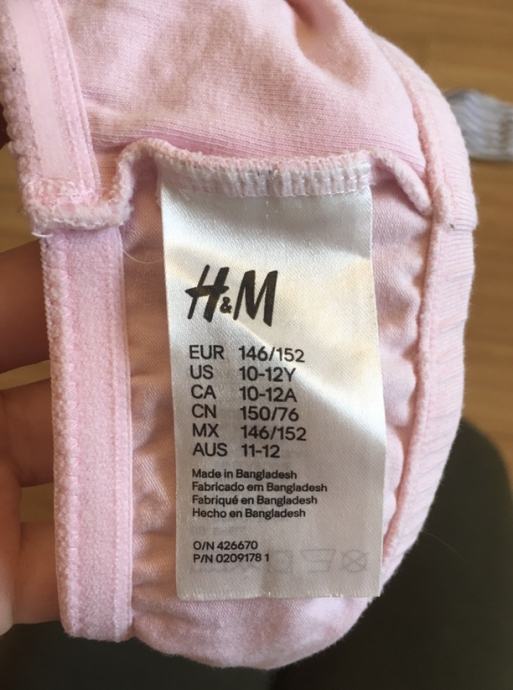 H&M
EUR 146/152
US 10-12Y
CA 10-12A
CN 150/76
MX 146/152
AUS 11-12
Made in Bangladesh
Fabricado em Bangladesh
Fabriqué en Bangladesh
Hecho en Bangladesh
O/N 426670
P/N 0209178 1